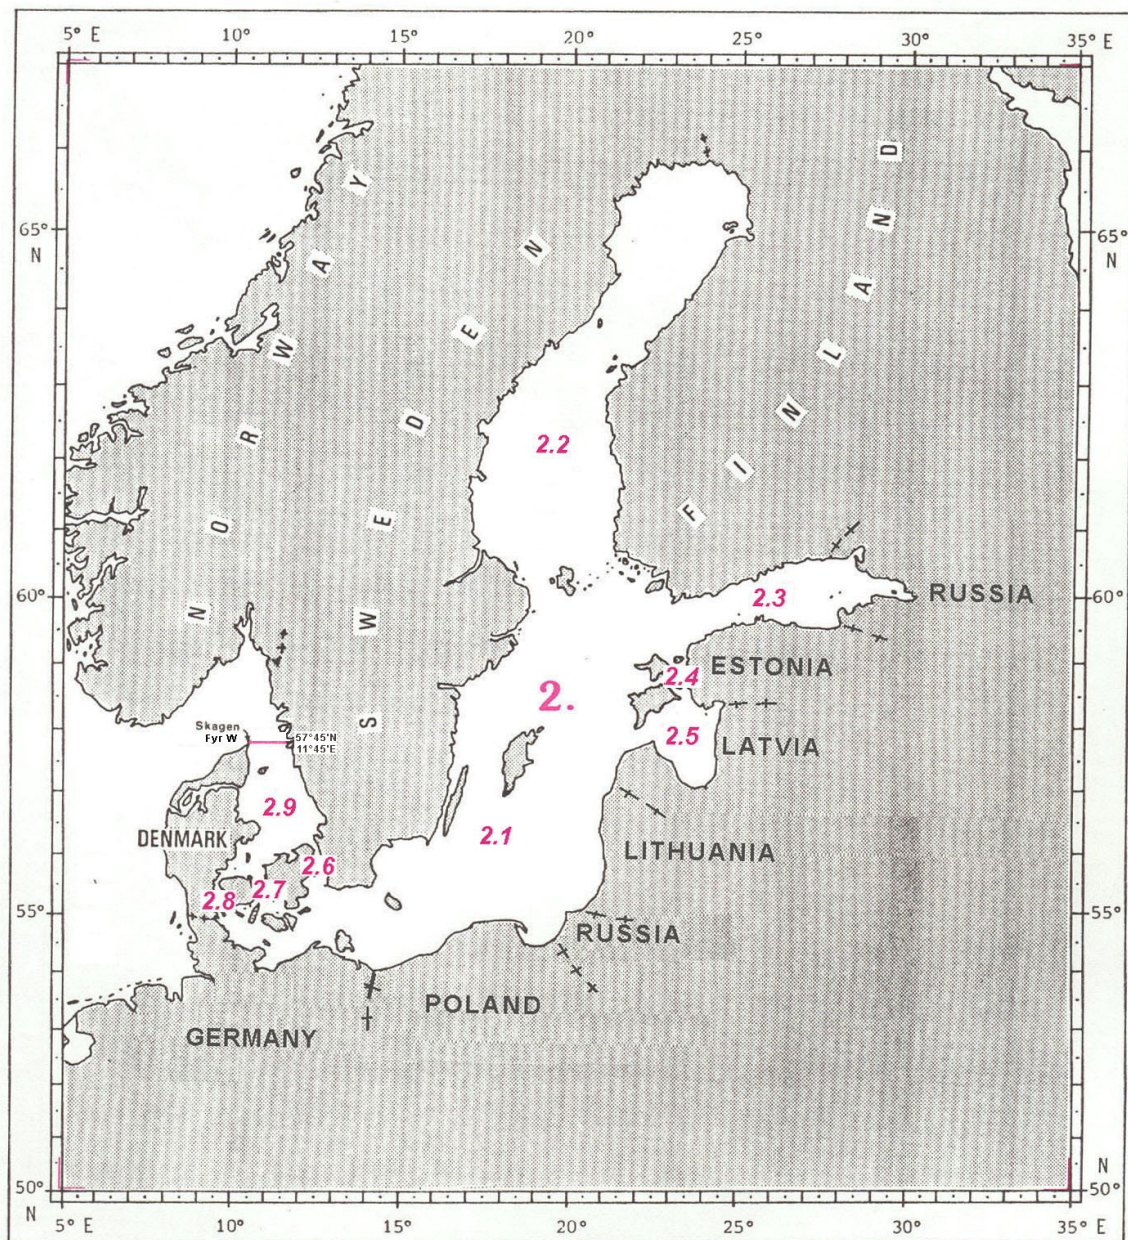 5° E 10° 15° 20° 25° 30° 35° E
65° N
65° N
NORWAY
SWEDEN
FINLAND
2.2
60°
2.3
RUSSIA
60°
ESTONIA
2.4
2.
Skagen
Fyr W
57°45'N
11°45'E
2.5
LATVIA
2.9
DENMARK
2.1
LITHUANIA
2.6
2.7
2.8
55°
RUSSIA
55°
POLAND
GERMANY
50° N
N 50°
5° E 10° 15° 20° 25° 30° 35° E